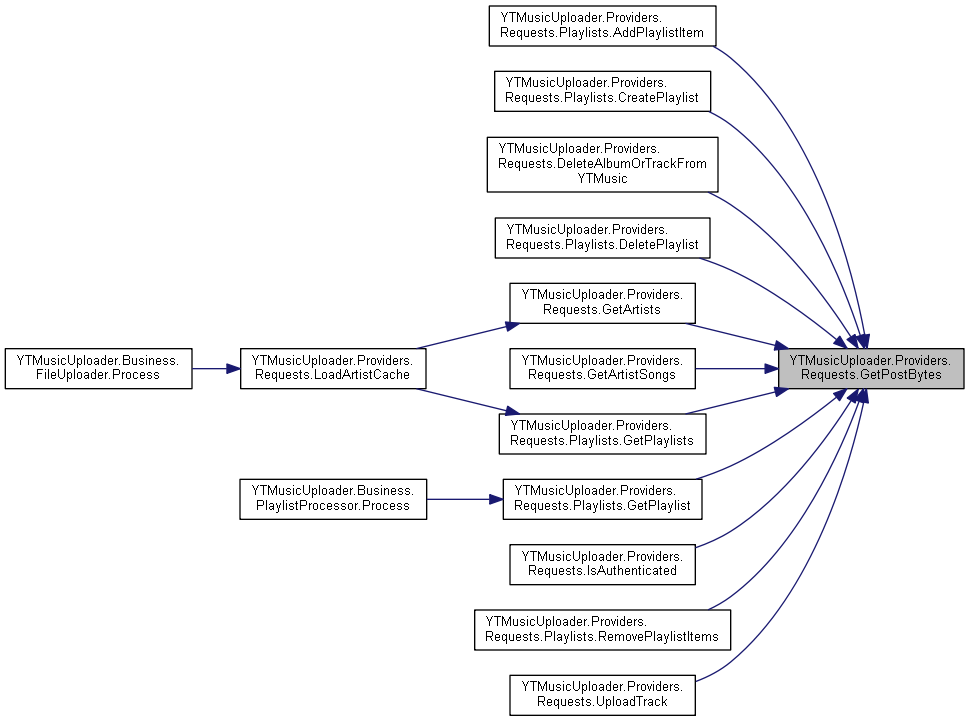 YTMusicUploader.Providers.
Requests.Playlists.AddPlaylistItem
YTMusicUploader.Providers.
Requests.Playlists.CreatePlaylist
YTMusicUploader.Providers.
Requests.DeleteAlbumOrTrackFrom
YTMusic
YTMusicUploader.Providers.
Requests.Playlists.DeletePlaylist
YTMusicUploader.Providers.
Requests.GetArtists
YTMusicUploader.Business.
FileUploader.Process
YTMusicUploader.Providers.
Requests.LoadArtistCache
YTMusicUploader.Providers.
Requests.GetArtistSongs
YTMusicUploader.Providers.
Requests.GetPostBytes
YTMusicUploader.Providers.
Requests.Playlists.GetPlaylists
YTMusicUploader.Business.
PlaylistProcessor.Process
YTMusicUploader.Providers.
Requests.Playlists.GetPlaylist
YTMusicUploader.Providers.
Requests.IsAuthenticated
YTMusicUploader.Providers.
Requests.Playlists.RemovePlaylistItems
YTMusicUploader.Providers.
Requests.UploadTrack